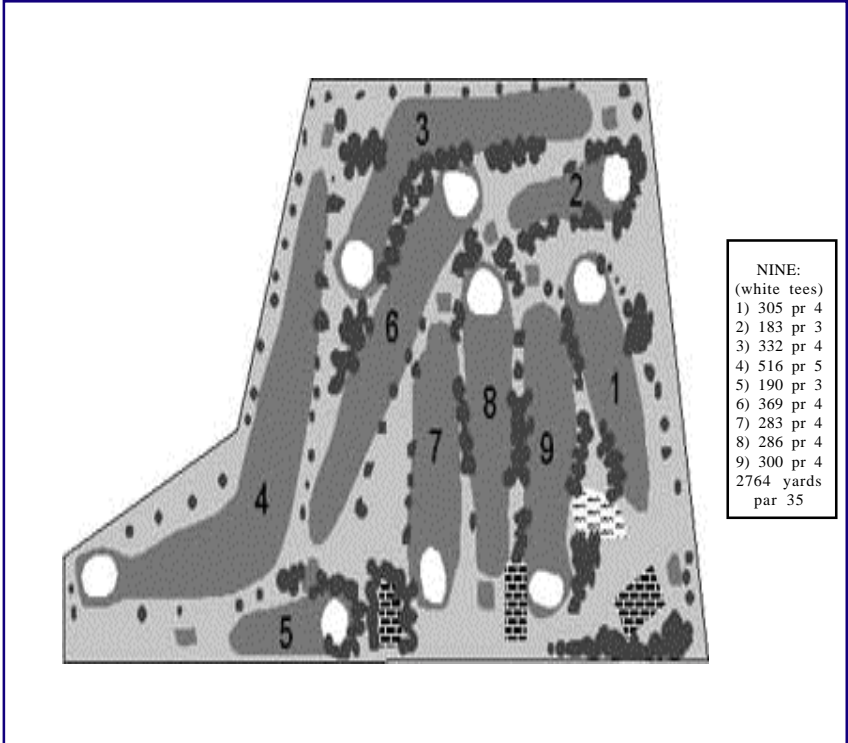 3
2
6
1
8
7
9
4
5
NINE:
(white tees)
1) 305 pr 4
2) 183 pr 3
3) 332 pr 4
4) 516 pr 5
5) 190 pr 3
6) 369 pr 4
7) 283 pr 4
8) 286 pr 4
9) 300 pr 4
2764 yards
par 35